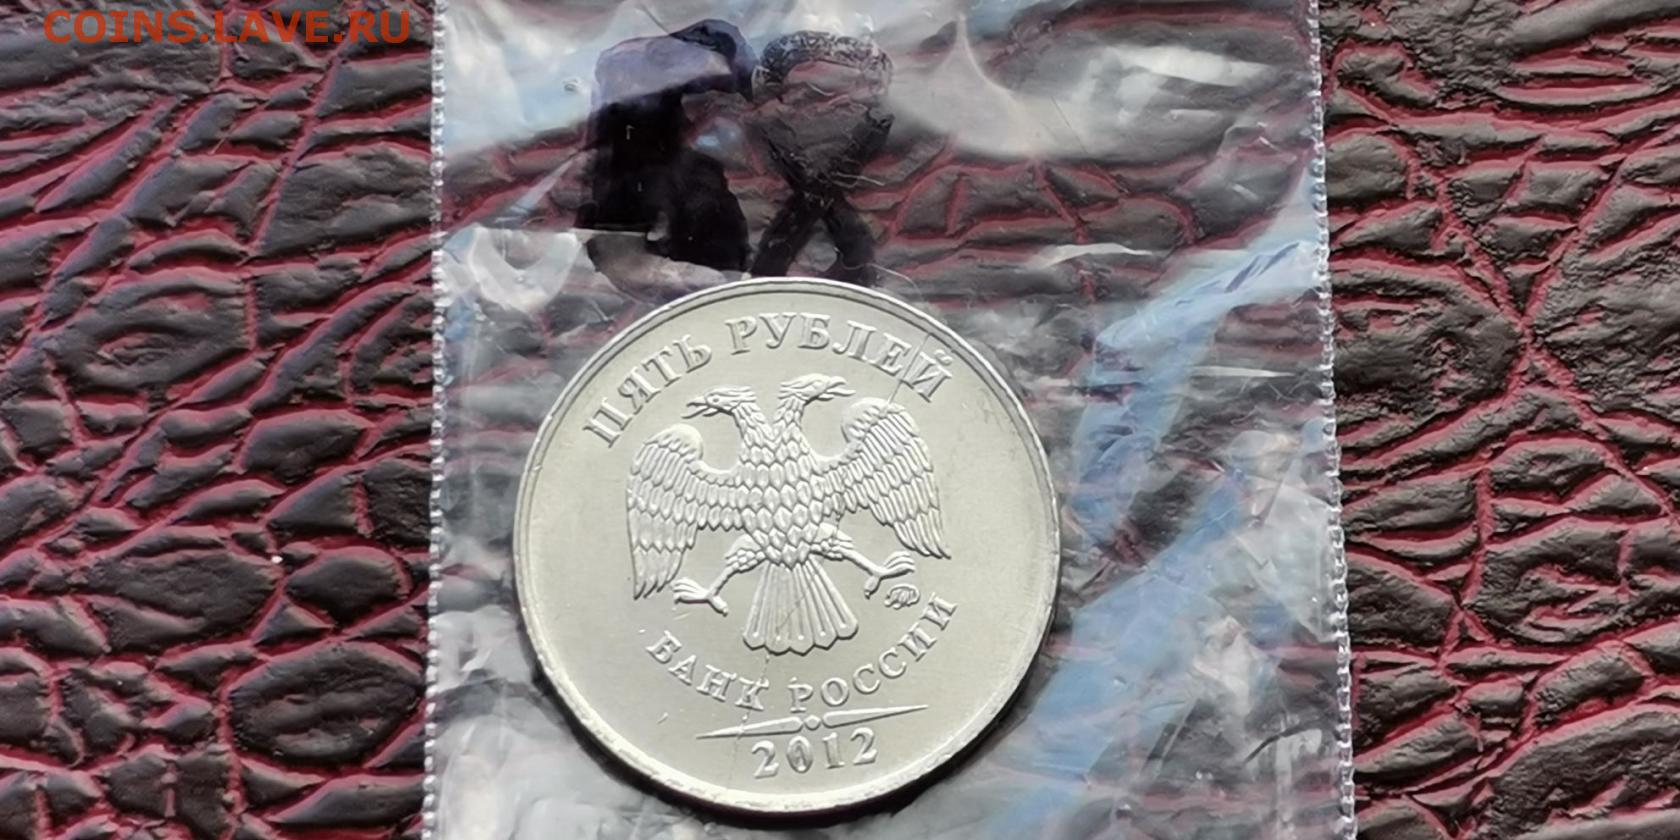 COINS.LAVE.RU
ПЯТЬ РУБЛЕЙ
БАНК РОССИИ
2012